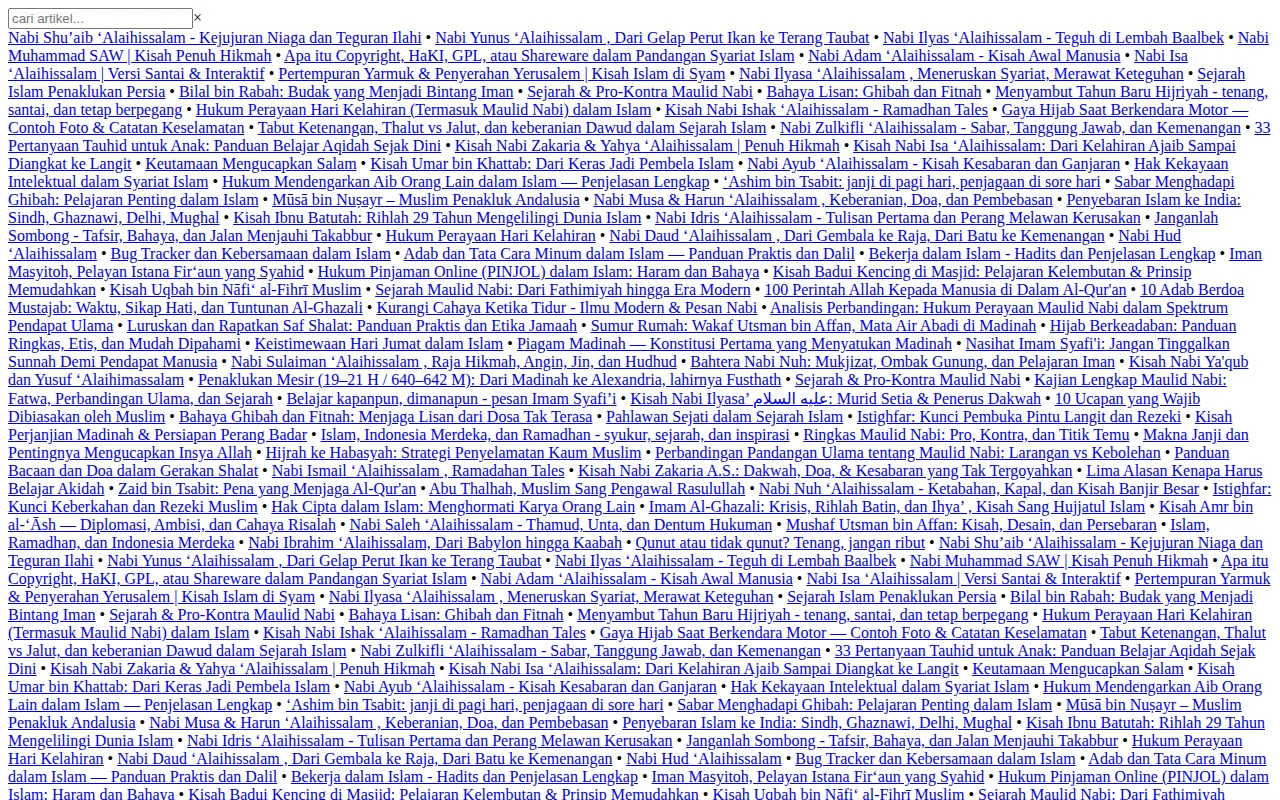 cari artikel... ×
Nabi Shu’aib ‘Alaihissalam - Kejujuran Niaga dan Teguran Ilahi • Nabi Yunus ‘Alaihissalam , Dari Gelap Perut Ikan ke Terang Taubat • Nabi Ilyas ‘Alaihissalam - Teguh di Lembah Baalbek • Nabi
Muhammad SAW | Kisah Penuh Hikmah • Apa itu Copyright, HaKI, GPL, atau Shareware dalam Pandangan Syariat Islam • Nabi Adam ‘Alaihissalam - Kisah Awal Manusia • Nabi Isa
‘Alaihissalam | Versi Santai & Interaktif • Pertempuran Yarmuk & Penyerahan Yerusalem | Kisah Islam di Syam • Nabi Ilyasa ‘Alaihissalam , Meneruskan Syariat, Merawat Keteguhan • Sejarah
Islam Penaklukan Persia • Bilal bin Rabah: Budak yang Menjadi Bintang Iman • Sejarah & Pro-Kontra Maulid Nabi • Bahaya Lisan: Ghibah dan Fitnah • Menyambut Tahun Baru Hijriyah - tenang,
santai, dan tetap berpegang • Hukum Perayaan Hari Kelahiran (Termasuk Maulid Nabi) dalam Islam • Kisah Nabi Ishak ‘Alaihissalam - Ramadhan Tales • Gaya Hijab Saat Berkendara Motor —
Contoh Foto & Catatan Keselamatan • Tabut Ketenangan, Thalut vs Jalut, dan keberanian Dawud dalam Sejarah Islam • Nabi Zulkifli ‘Alaihissalam - Sabar, Tanggung Jawab, dan Kemenangan • 33
Pertanyaan Tauhid untuk Anak: Panduan Belajar Aqidah Sejak Dini • Kisah Nabi Zakaria & Yahya ‘Alaihissalam | Penuh Hikmah • Kisah Nabi Isa ‘Alaihissalam: Dari Kelahiran Ajaib Sampai
Diangkat ke Langit • Keutamaan Mengucapkan Salam • Kisah Umar bin Khattab: Dari Keras Jadi Pembela Islam • Nabi Ayub ‘Alaihissalam - Kisah Kesabaran dan Ganjaran • Hak Kekayaan
Intelektual dalam Syariat Islam • Hukum Mendengarkan Aib Orang Lain dalam Islam — Penjelasan Lengkap • ‘Ashim bin Tsabit: janji di pagi hari, penjagaan di sore hari • Sabar Menghadapi
Ghibah: Pelajaran Penting dalam Islam • Mūsā bin Nuṣayr – Muslim Penakluk Andalusia • Nabi Musa & Harun ‘Alaihissalam , Keberanian, Doa, dan Pembebasan • Penyebaran Islam ke India:
Sindh, Ghaznawi, Delhi, Mughal • Kisah Ibnu Batutah: Rihlah 29 Tahun Mengelilingi Dunia Islam • Nabi Idris ‘Alaihissalam - Tulisan Pertama dan Perang Melawan Kerusakan • Janganlah
Sombong - Tafsir, Bahaya, dan Jalan Menjauhi Takabbur • Hukum Perayaan Hari Kelahiran • Nabi Daud ‘Alaihissalam , Dari Gembala ke Raja, Dari Batu ke Kemenangan • Nabi Hud
‘Alaihissalam • Bug Tracker dan Kebersamaan dalam Islam • Adab dan Tata Cara Minum dalam Islam — Panduan Praktis dan Dalil • Bekerja dalam Islam - Hadits dan Penjelasan Lengkap • Iman
Masyitoh, Pelayan Istana Fir‘aun yang Syahid • Hukum Pinjaman Online (PINJOL) dalam Islam: Haram dan Bahaya • Kisah Badui Kencing di Masjid: Pelajaran Kelembutan & Prinsip
Memudahkan • Kisah Uqbah bin Nāfi‘ al-Fihrī Muslim • Sejarah Maulid Nabi: Dari Fathimiyah hingga Era Modern • 100 Perintah Allah Kepada Manusia di Dalam Al-Qur'an • 10 Adab Berdoa
Mustajab: Waktu, Sikap Hati, dan Tuntunan Al-Ghazali • Kurangi Cahaya Ketika Tidur - Ilmu Modern & Pesan Nabi • Analisis Perbandingan: Hukum Perayaan Maulid Nabi dalam Spektrum
Pendapat Ulama • Luruskan dan Rapatkan Saf Shalat: Panduan Praktis dan Etika Jamaah • Sumur Rumah: Wakaf Utsman bin Affan, Mata Air Abadi di Madinah • Hijab Berkeadaban: Panduan
Ringkas, Etis, dan Mudah Dipahami • Keistimewaan Hari Jumat dalam Islam • Piagam Madinah — Konstitusi Pertama yang Menyatukan Madinah • Nasihat Imam Syafi'i: Jangan Tinggalkan
Sunnah Demi Pendapat Manusia • Nabi Sulaiman ‘Alaihissalam , Raja Hikmah, Angin, Jin, dan Hudhud • Bahtera Nabi Nuh: Mukjizat, Ombak Gunung, dan Pelajaran Iman • Kisah Nabi Ya'qub
dan Yusuf ‘Alaihimassalam • Penaklukan Mesir (19–21 H / 640–642 M): Dari Madinah ke Alexandria, lahirnya Fusthath • Sejarah & Pro-Kontra Maulid Nabi • Kajian Lengkap Maulid Nabi:
Fatwa, Perbandingan Ulama, dan Sejarah • Belajar kapanpun, dimanapun - pesan Imam Syafi’i • Kisah Nabi Ilyasa’ عليه السلام: Murid Setia & Penerus Dakwah • 10 Ucapan yang Wajib
Dibiasakan oleh Muslim • Bahaya Ghibah dan Fitnah: Menjaga Lisan dari Dosa Tak Terasa • Pahlawan Sejati dalam Sejarah Islam • Istighfar: Kunci Pembuka Pintu Langit dan Rezeki • Kisah
Perjanjian Madinah & Persiapan Perang Badar • Islam, Indonesia Merdeka, dan Ramadhan - syukur, sejarah, dan inspirasi • Ringkas Maulid Nabi: Pro, Kontra, dan Titik Temu • Makna Janji dan
Pentingnya Mengucapkan Insya Allah • Hijrah ke Habasyah: Strategi Penyelamatan Kaum Muslim • Perbandingan Pandangan Ulama tentang Maulid Nabi: Larangan vs Kebolehan • Panduan
Bacaan dan Doa dalam Gerakan Shalat • Nabi Ismail ‘Alaihissalam , Ramadahan Tales • Kisah Nabi Zakaria A.S.: Dakwah, Doa, & Kesabaran yang Tak Tergoyahkan • Lima Alasan Kenapa Harus
Belajar Akidah • Zaid bin Tsabit: Pena yang Menjaga Al-Qur'an • Abu Thalhah, Muslim Sang Pengawal Rasulullah • Nabi Nuh ‘Alaihissalam - Ketabahan, Kapal, dan Kisah Banjir Besar • Istighfar:
Kunci Keberkahan dan Rezeki Muslim • Hak Cipta dalam Islam: Menghormati Karya Orang Lain • Imam Al-Ghazali: Krisis, Rihlah Batin, dan Ihya’ , Kisah Sang Hujjatul Islam • Kisah Amr bin
al-‘Āsh — Diplomasi, Ambisi, dan Cahaya Risalah • Nabi Saleh ‘Alaihissalam - Thamud, Unta, dan Dentum Hukuman • Mushaf Utsman bin Affan: Kisah, Desain, dan Persebaran • Islam,
Ramadhan, dan Indonesia Merdeka • Nabi Ibrahim ‘Alaihissalam, Dari Babylon hingga Kaabah • Qunut atau tidak qunut? Tenang, jangan ribut • Nabi Shu’aib ‘Alaihissalam - Kejujuran Niaga dan
Teguran Ilahi • Nabi Yunus ‘Alaihissalam , Dari Gelap Perut Ikan ke Terang Taubat • Nabi Ilyas ‘Alaihissalam - Teguh di Lembah Baalbek • Nabi Muhammad SAW | Kisah Penuh Hikmah • Apa itu
Copyright, HaKI, GPL, atau Shareware dalam Pandangan Syariat Islam • Nabi Adam ‘Alaihissalam - Kisah Awal Manusia • Nabi Isa ‘Alaihissalam | Versi Santai & Interaktif • Pertempuran Yarmuk
& Penyerahan Yerusalem | Kisah Islam di Syam • Nabi Ilyasa ‘Alaihissalam , Meneruskan Syariat, Merawat Keteguhan • Sejarah Islam Penaklukan Persia • Bilal bin Rabah: Budak yang Menjadi
Bintang Iman • Sejarah & Pro-Kontra Maulid Nabi • Bahaya Lisan: Ghibah dan Fitnah • Menyambut Tahun Baru Hijriyah - tenang, santai, dan tetap berpegang • Hukum Perayaan Hari Kelahiran
(Termasuk Maulid Nabi) dalam Islam • Kisah Nabi Ishak ‘Alaihissalam - Ramadhan Tales • Gaya Hijab Saat Berkendara Motor — Contoh Foto & Catatan Keselamatan • Tabut Ketenangan, Thalut
vs Jalut, dan keberanian Dawud dalam Sejarah Islam • Nabi Zulkifli ‘Alaihissalam - Sabar, Tanggung Jawab, dan Kemenangan • 33 Pertanyaan Tauhid untuk Anak: Panduan Belajar Aqidah Sejak
Dini • Kisah Nabi Zakaria & Yahya ‘Alaihissalam | Penuh Hikmah • Kisah Nabi Isa ‘Alaihissalam: Dari Kelahiran Ajaib Sampai Diangkat ke Langit • Keutamaan Mengucapkan Salam • Kisah
Umar bin Khattab: Dari Keras Jadi Pembela Islam • Nabi Ayub ‘Alaihissalam - Kisah Kesabaran dan Ganjaran • Hak Kekayaan Intelektual dalam Syariat Islam • Hukum Mendengarkan Aib Orang
Lain dalam Islam — Penjelasan Lengkap • ‘Ashim bin Tsabit: janji di pagi hari, penjagaan di sore hari • Sabar Menghadapi Ghibah: Pelajaran Penting dalam Islam • Mūsā bin Nuṣayr – Muslim
Penakluk Andalusia • Nabi Musa & Harun ‘Alaihissalam , Keberanian, Doa, dan Pembebasan • Penyebaran Islam ke India: Sindh, Ghaznawi, Delhi, Mughal • Kisah Ibnu Batutah: Rihlah 29 Tahun
Mengelilingi Dunia Islam • Nabi Idris ‘Alaihissalam - Tulisan Pertama dan Perang Melawan Kerusakan • Janganlah Sombong - Tafsir, Bahaya, dan Jalan Menjauhi Takabbur • Hukum Perayaan
Hari Kelahiran • Nabi Daud ‘Alaihissalam , Dari Gembala ke Raja, Dari Batu ke Kemenangan • Nabi Hud ‘Alaihissalam • Bug Tracker dan Kebersamaan dalam Islam • Adab dan Tata Cara Minum
dalam Islam — Panduan Praktis dan Dalil • Bekerja dalam Islam - Hadits dan Penjelasan Lengkap • Iman Masyitoh, Pelayan Istana Fir‘aun yang Syahid • Hukum Pinjaman Online (PINJOL) dalam
Islam: Haram dan Bahaya • Kisah Badui Kencing di Masjid: Pelajaran Kelembutan & Prinsip Memudahkan • Kisah Uqbah bin Nāfi‘ al-Fihrī Muslim • Sejarah Maulid Nabi: Dari Fathimiyah